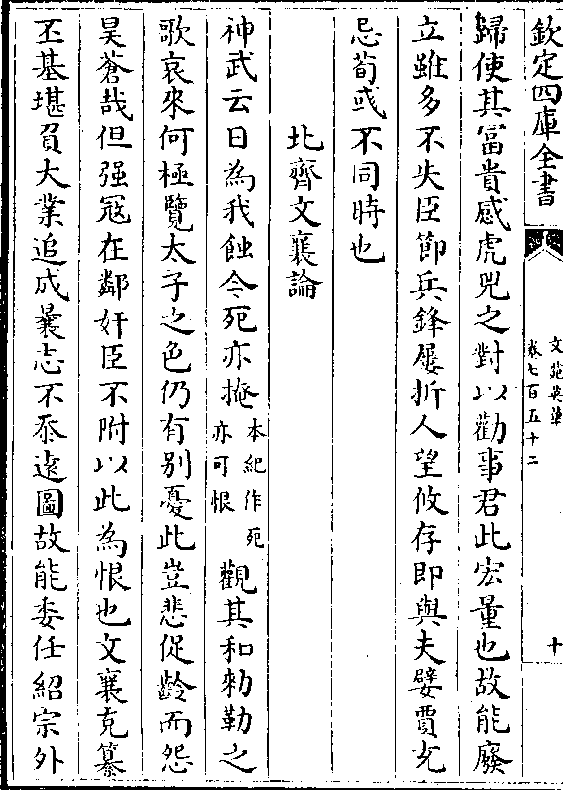 欽定四庫全書
文苑英華
卷七百五十二
十
歸使其富貴感虎兕之對以勸事君此宏量也故能廢
立雖多不失臣節兵鋒屢折人望攸存即與夫嬖賈充
忌荀彧不同時也
北齊文襄論
神武云日為我蝕今死亦掩本紀作死亦可恨觀其和勑勒之
歌哀來何極覽太子之色仍有別憂此豈悲促齡而怨
昊蒼哉但强冦在鄰奸臣不附以此為恨也文襄克纂
丕基堪負大業追成曩志不忝遠圖故能委任紹宗外